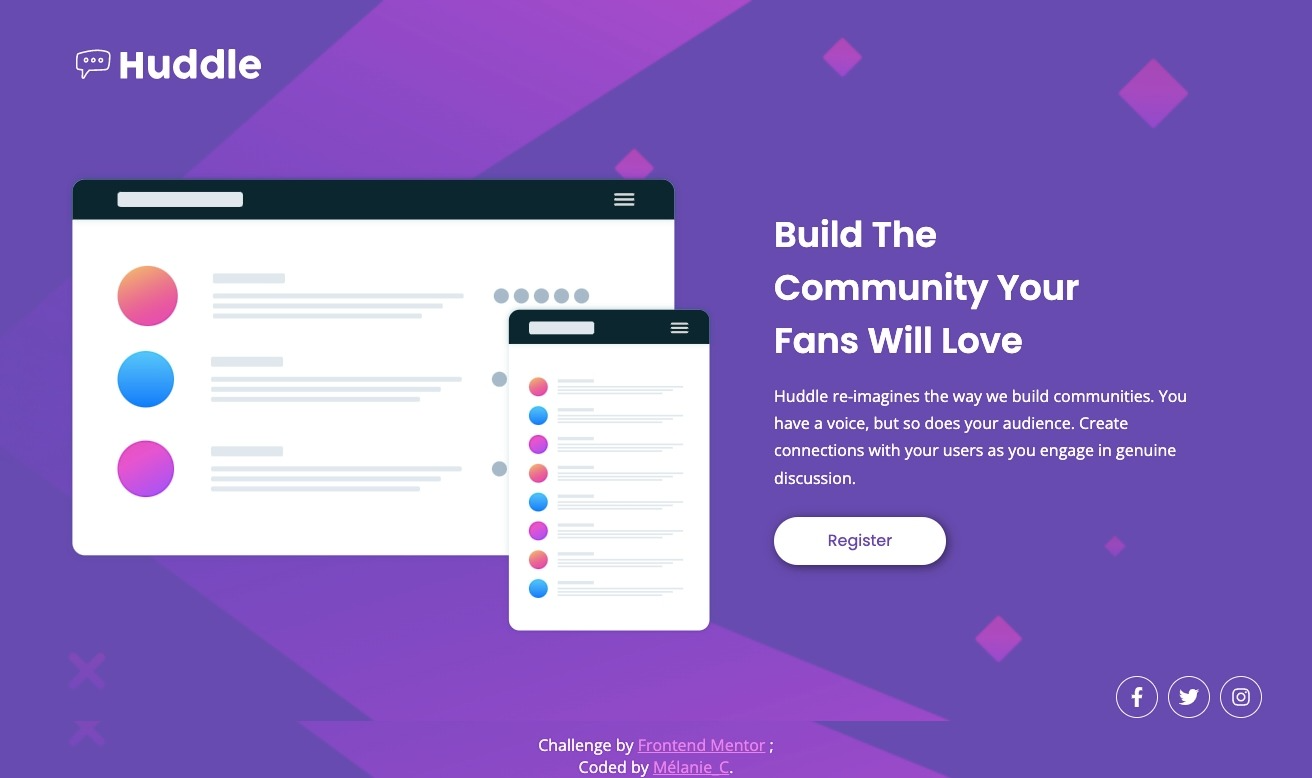 Huddle
Build The
Community Your
Fans Will Love
Huddle re-imagines the way we build communities. You
have a voice, but so does your audience. Create
connections with your users as you engage in genuine
discussion.
Register
Challenge by Frontend Mentor ;
Coded by Mélanie_C.